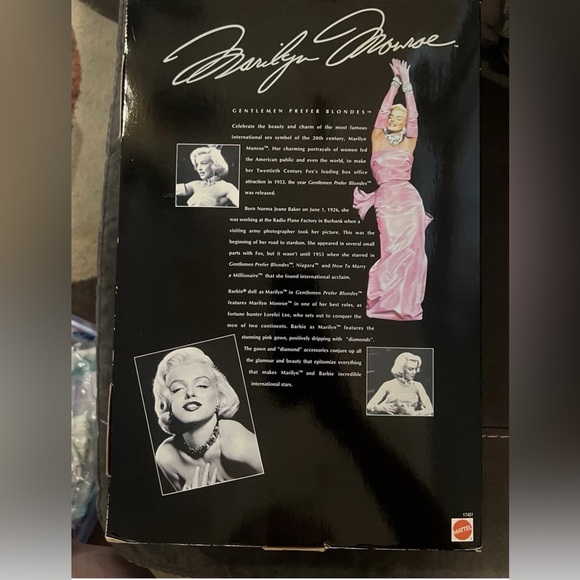 Marilyn Monroe™
GENTLEMEN PREFER BLONDES™
Celebrate the beauty and charm of the most famous
international sex symbol of the 20th century, Marilyn
Monroe™. Her charming portrayals of women led
the American public and even the world, to make
her Twentieth Century Fox's leading box office
attraction in 1953, the year Gentlemen Prefer Blondes™
was released.
Born Norma Jeane Baker on June 1, 1926, she
was working at the Radio Plane Factory in Burbank when a
visiting army photographer took her picture. This was the
beginning of her road to stardom. She appeared in several small
parts with Fox, but it wasn't until 1953 when she starred in
Gentlemen Prefer Blondes™, Niagara™ and How To Marry
a Millionaire™ that she found international acclaim.
Barbie® doll as Marilyn™ in Gentlemen Prefer Blondes™
features Marilyn Monroe™ in one of her best roles, as
fortune hunter Lorelei Lee, who sets out to conquer the
men of two continents. Barbie as Marilyn™ features the
stunning pink gown, positively dripping with "diamonds".
The gown and "diamond" accessories conjure up all
the glamour and beauty that epitomize everything
that makes Marilyn™ and Barbie incredible
international stars.
17451
MATTEL